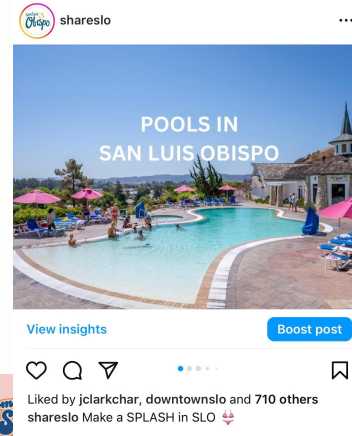 Obispo
shareslo
POOLS IN
SAN LUIS OBISPO
View insights
Boost post
Liked by jclarkchar, downtownslo and 710 others
shareslo Make a SPLASH in SLO 👙